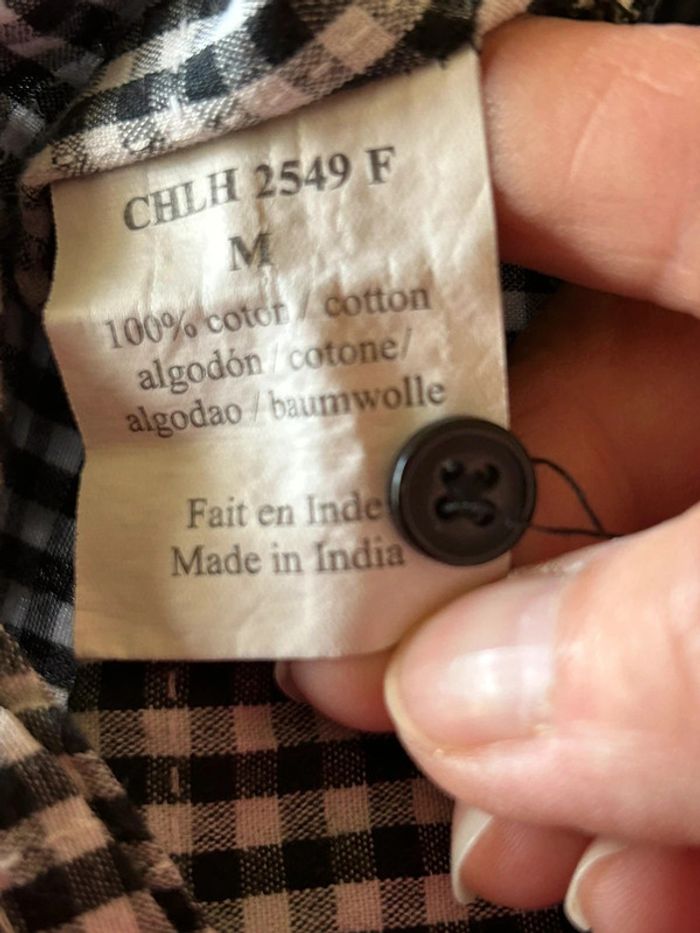 CHLH 2549 F
M
100% coton / cotton
algodón / cotone/
algodao / baumwolle
Fait en Inde
Made in India